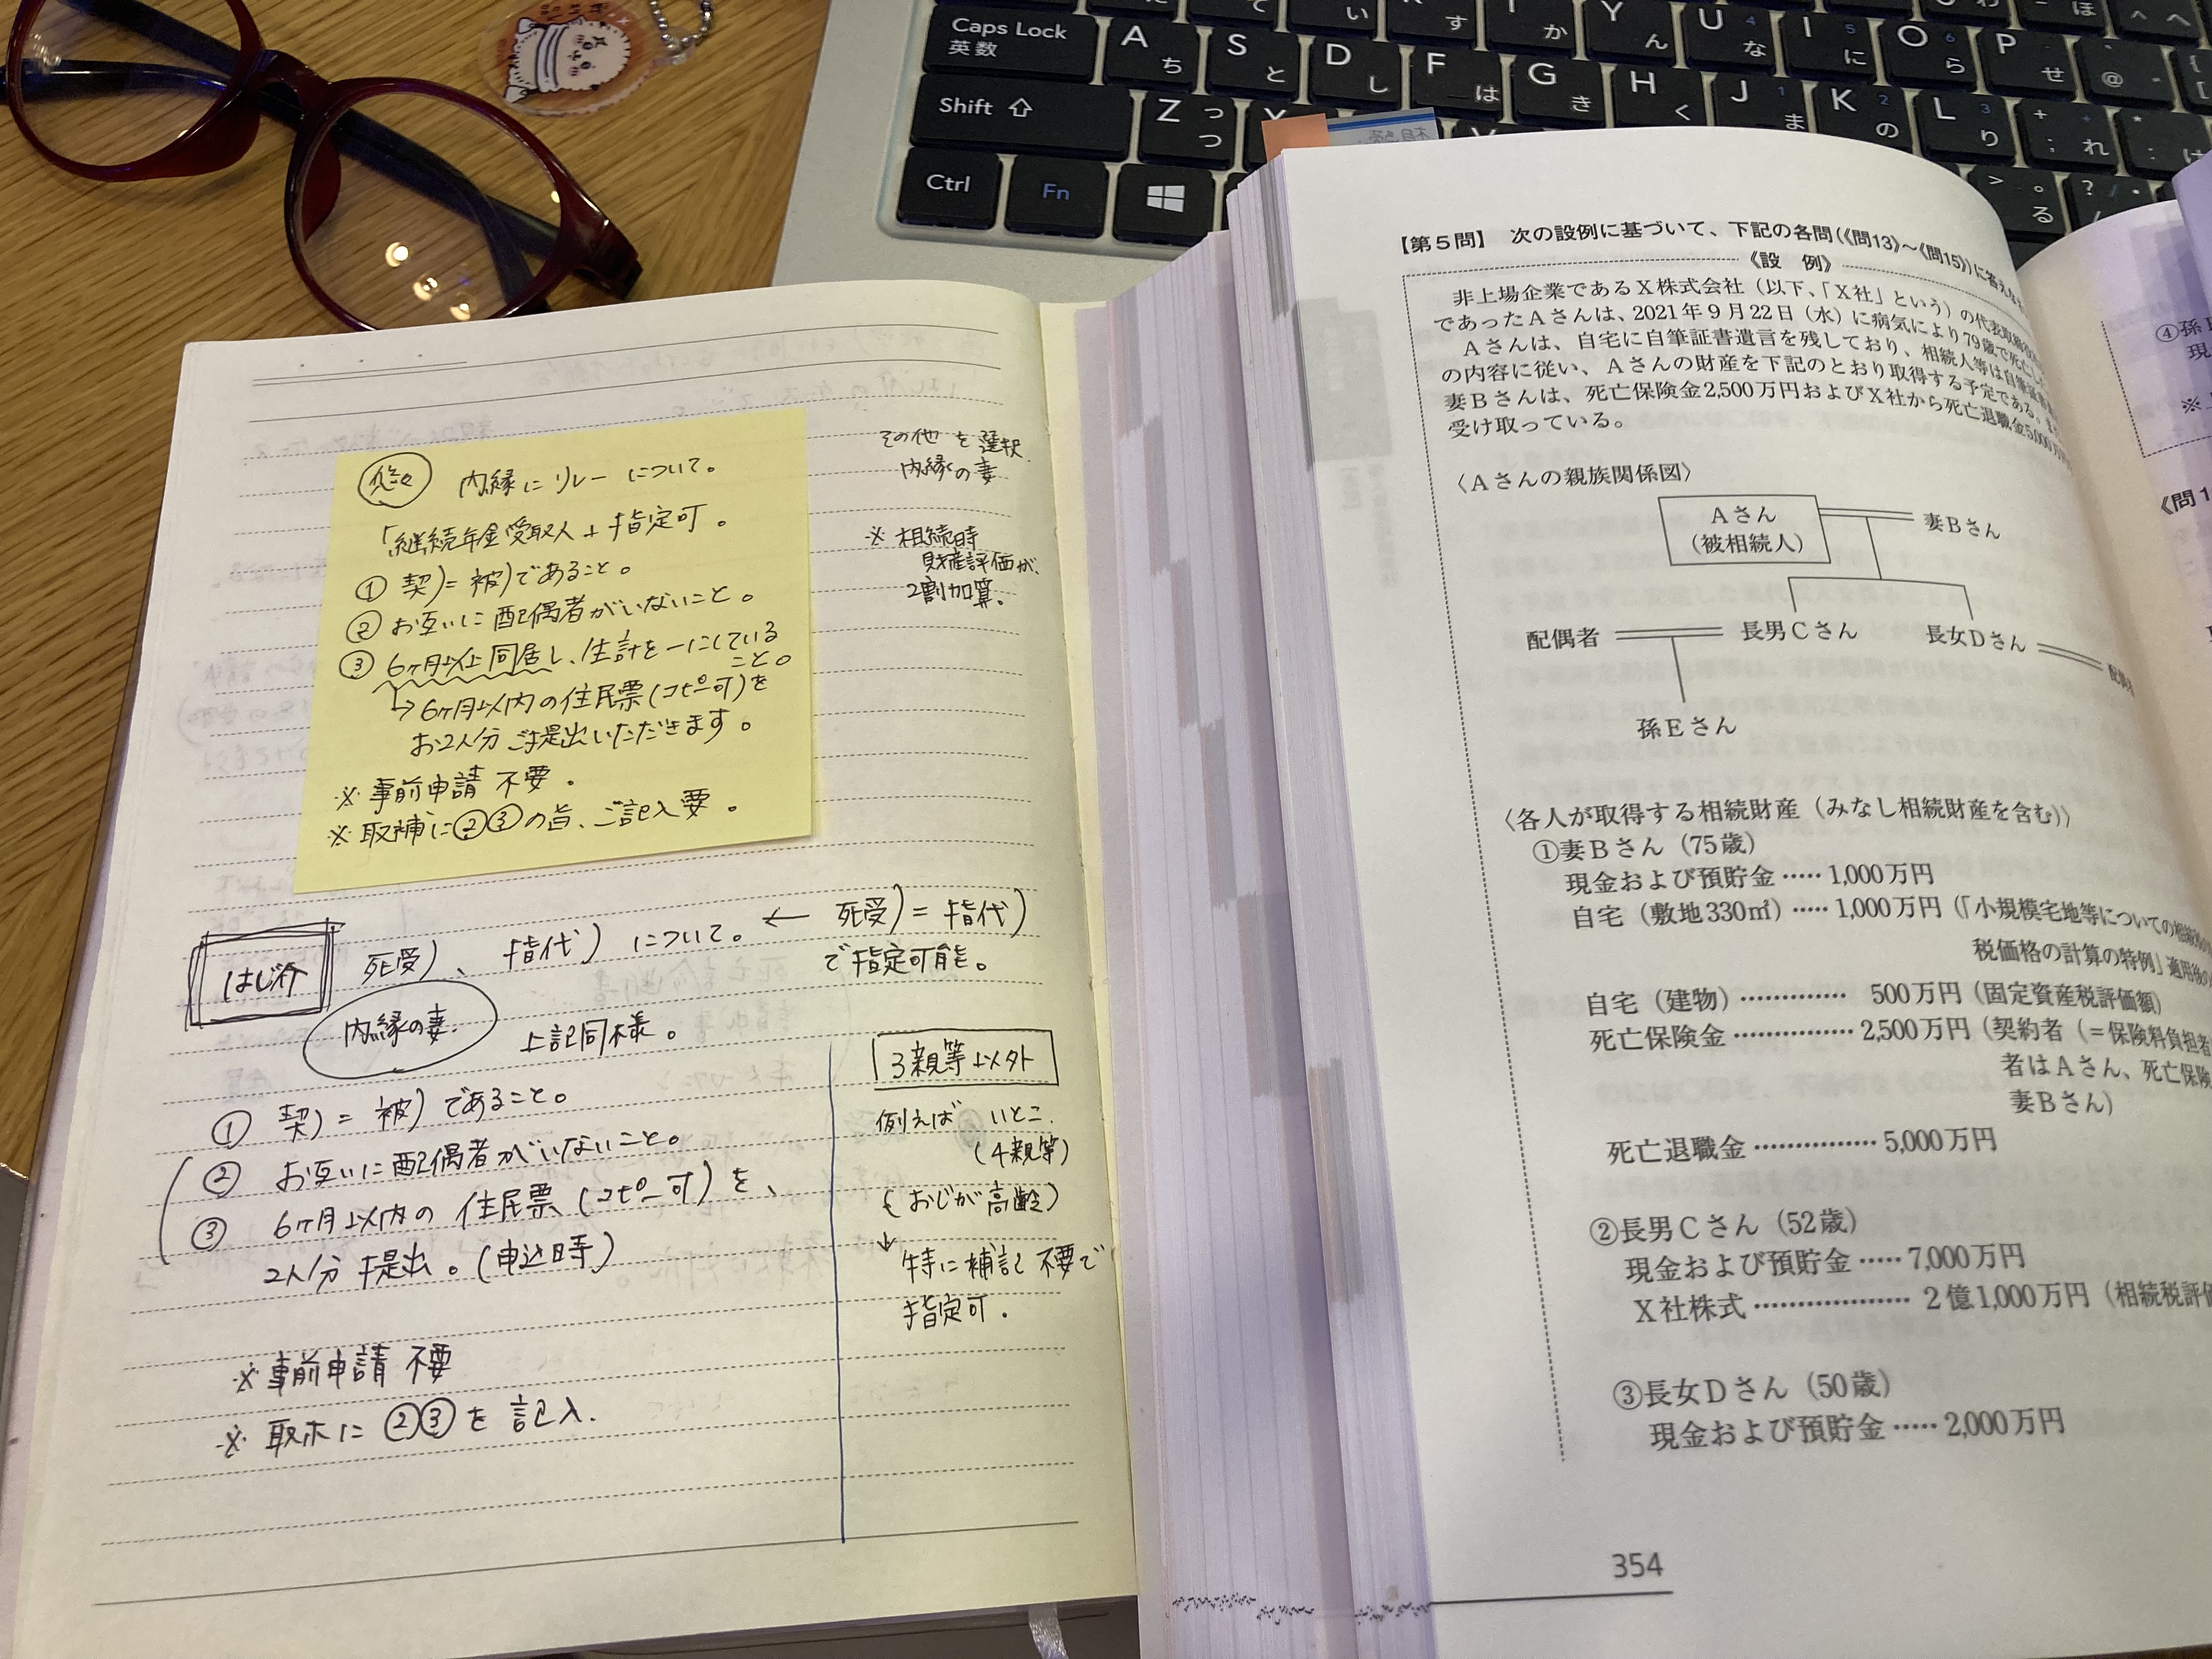 Caps Lock
英数
A
ち
S
と
D
し
F
は
G
き
H
く
J
ま
K
の
L
り
Shift
Z
つ
っ
Ctrl
Fn
Y
ん
U
な
I
に
O
ら
P
せ
内縁にリレーについて。
「継続年金受取人+指定可。
① 契)=被)であること。
② お互いに配偶者がいないこと。
③ 6ヶ月以上同居し、生計を一にしている
こと。
→6ヶ月以内の住民票(コピー可)を
お2人分ご提出いただきます。
※事前申請 不要。
※取補に②③の旨、ご記入要。
その他を選択
内縁の妻
※相続時
財産評価が、
2割加算。
はじ介
死受)、指代)について。← 死受)=指代)
で指定可能。
内縁の妻.
上記同様。
① 契)=被)であること。
② お互いに配偶者がいないこと。
③ 6ヶ月以内の住民票(コピー可)を、
2人分提出。(申込時)
※事前申請 不要
※取ホに②③を記入.
3親等以外
例えば いとこ.
(4親等)
(おじが高齢)
↓
特に補記不要で
指定可.
【第5問】 次の設例に基づいて、下記の各問(《問13》~《問15》)に答えなさ
《設 例》
非上場企業であるX株式会社(以下、「X社」という)の代表取締役
であったAさんは、2021年9月22日(水)に病気により79歳で死亡した
Aさんは、自宅に自筆証書遺言を残しており、相続人等は自筆証書
の内容に従い、Aさんの財産を下記のとおり取得する予定である。
妻Bさんは、死亡保険金2,500万円およびX社から死亡退職金5,000万円
受け取っている。
〈Aさんの親族関係図〉
Aさん
(被相続人)
妻Bさん
配偶者
長男Cさん
長女Dさん
孫Eさん
〈各人が取得する相続財産(みなし相続財産を含む)〉
①妻Bさん(75歳)
現金および預貯金 ····· 1,000万円
自宅(敷地330㎡) ····· 1,000万円(「小規模宅地等についての相続税の
税価格の計算の特例」適用後の
自宅(建物) ············· 500万円(固定資産税評価額)
死亡保険金 ··············· 2,500万円(契約者(=保険料負担者
者はAさん、死亡保険
妻Bさん)
死亡退職金 ················ 5,000万円
②長男Cさん(52歳)
現金および預貯金 ····· 7,000万円
X社株式 ··················· 2億1,000万円(相続税評価
③長女Dさん(50歳)
現金および預貯金 ····· 2,000万円
354
④孫
現
※
《問1